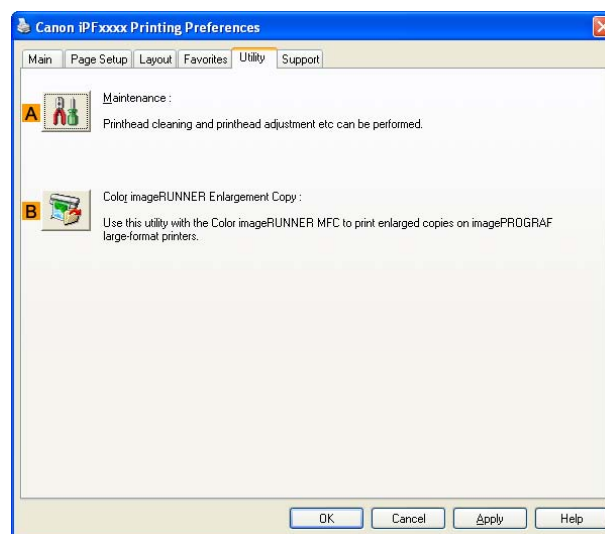 Canon iPFxxxx Printing Preferences
Main Page Setup Layout Favorites Utility Support
A
Maintenance :
Printhead cleaning and printhead adjustment etc can be performed.
B
Color imageRUNNER Enlargement Copy :
Use this utility with the Color imageRUNNER MFC to print enlarged copies on imagePROGRAF
large-format printers.
OK Cancel Apply Help